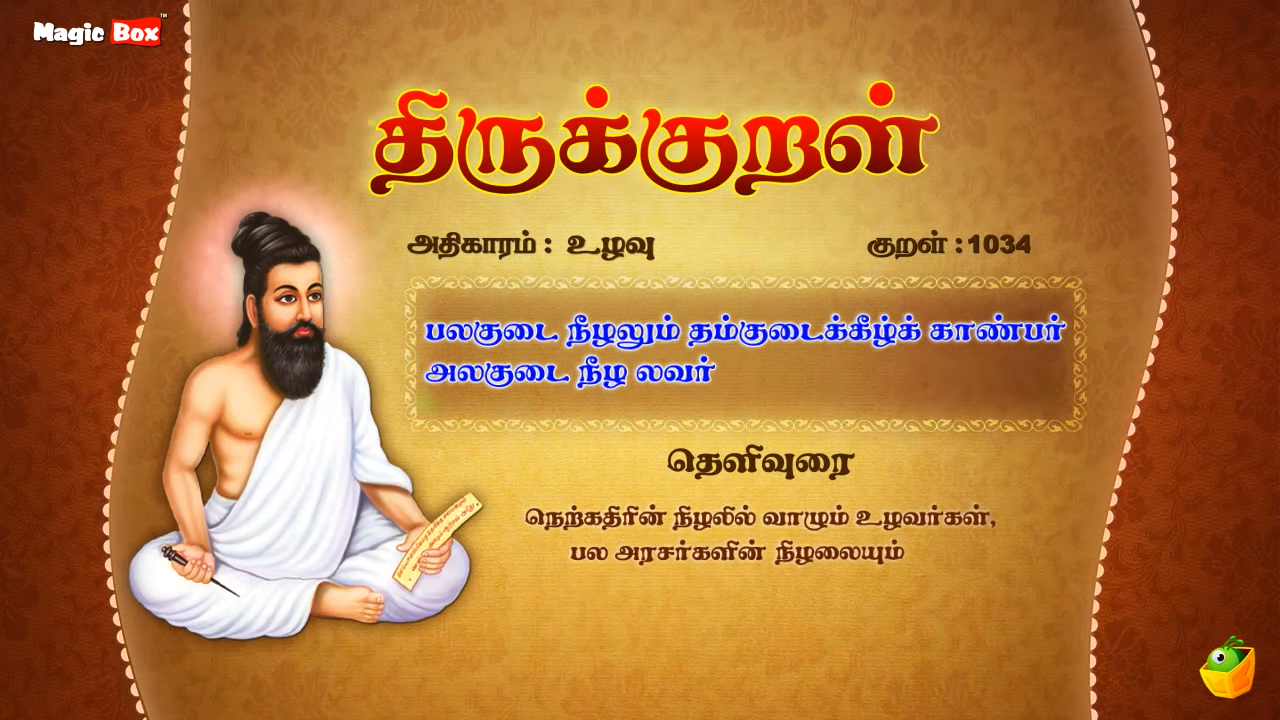 Magic Box™
திருக்குறள்
அதிகாரம் : உழவு
குறள் : 1034
பலகுடை நீழலும் தம்குடைக்கீழ்க் காண்பர்
அலகுடை நீழ லவர்
தெளிவுரை
நெற்கதிரின் நிழலில் வாழும் உழவர்கள்,
பல அரசர்களின் நிழலையும்